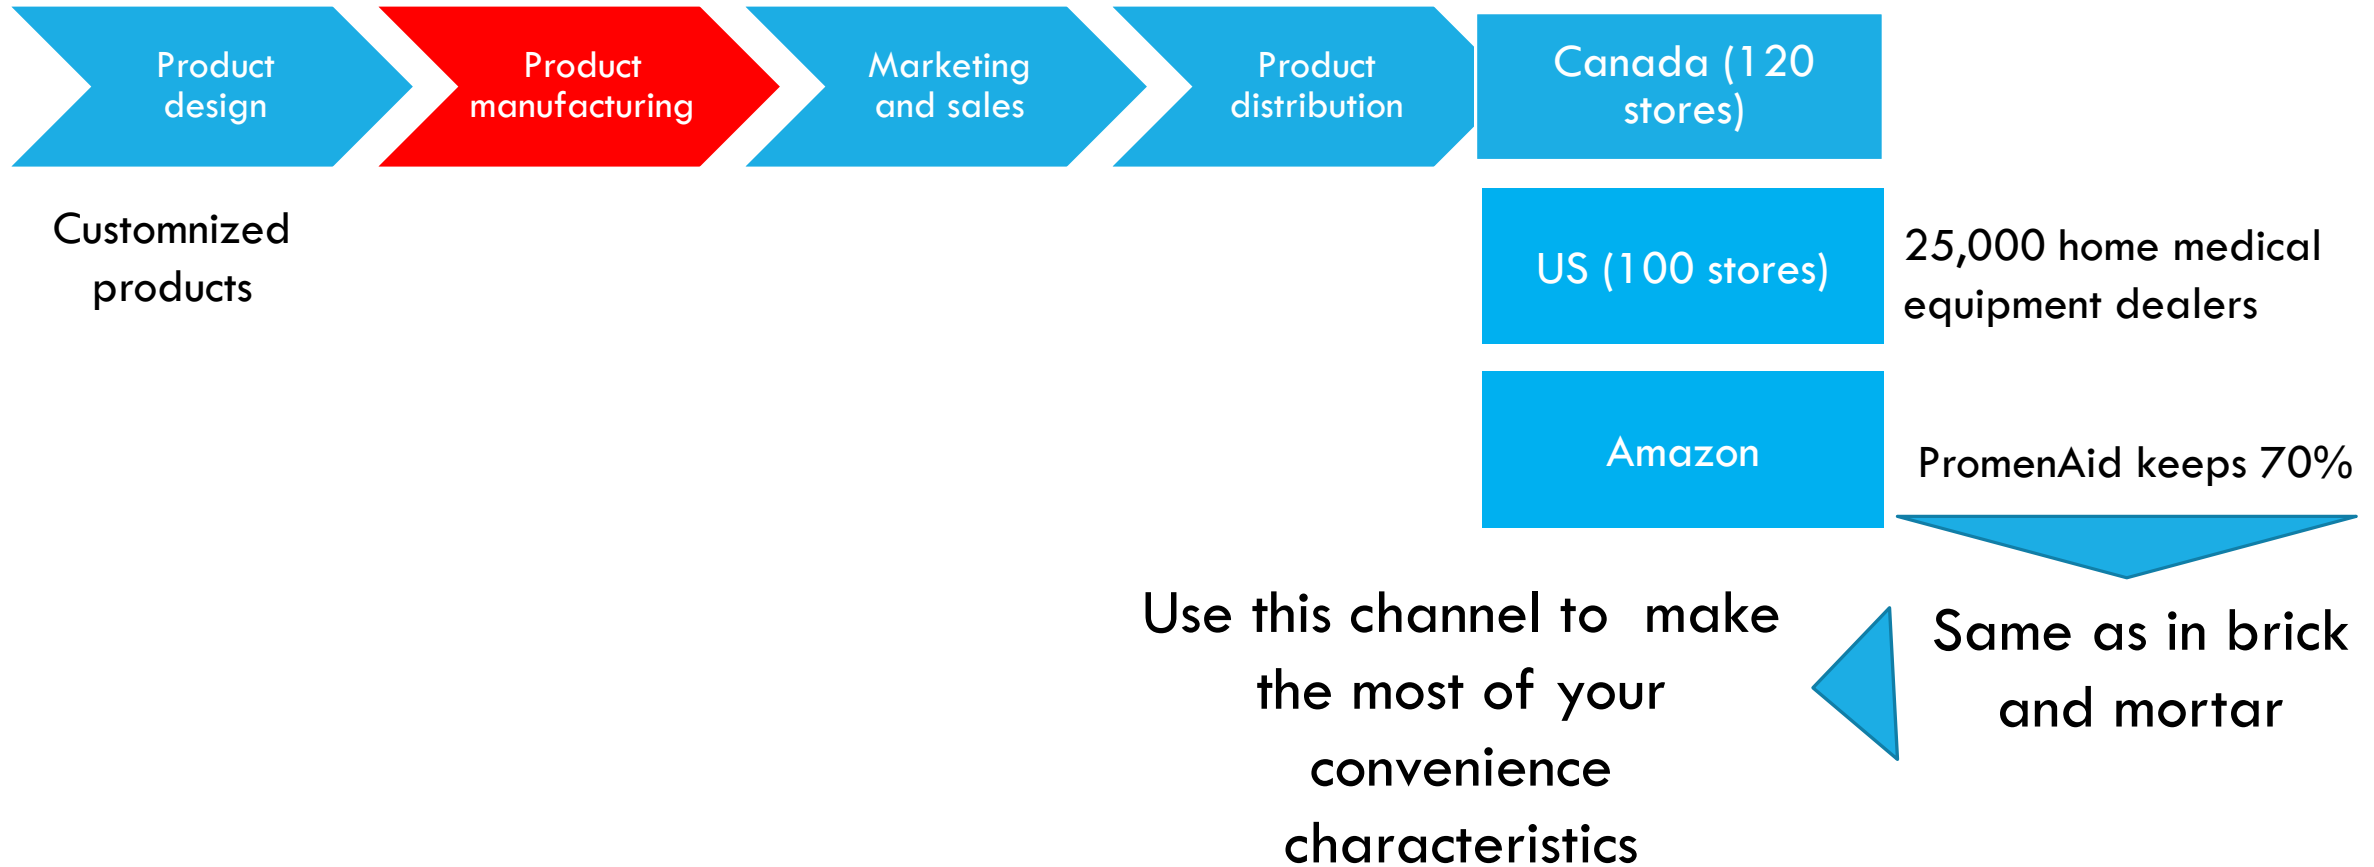 Product
design
Product
manufacturing
Marketing
and sales
Product
distribution
Canada (120
stores)
Customnized
products
US (100 stores)
25,000 home medical
equipment dealers
Amazon
PromenAid keeps 70%
Use this channel to  make
the most of your
convenience
characteristics
Same as in brick
and mortar